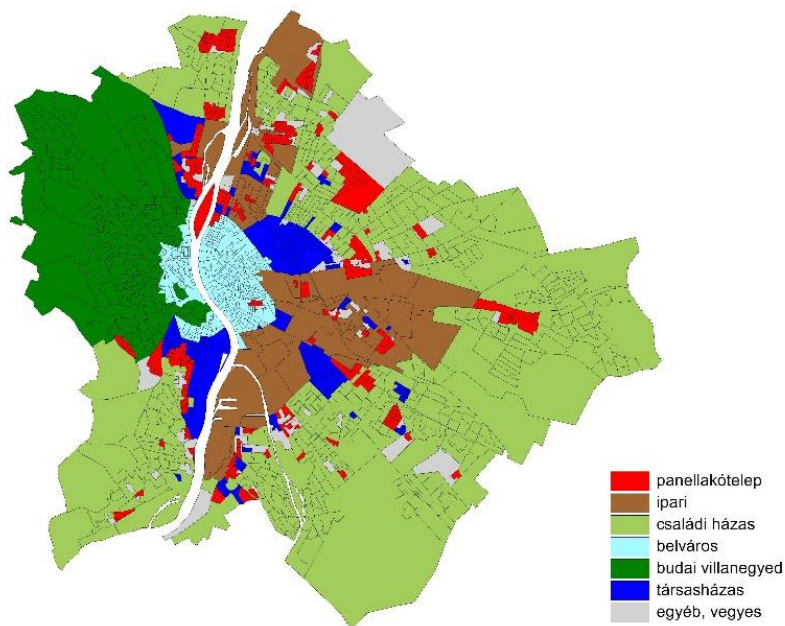 panellakótelep
ipari
családi házas
belváros
budai villanegyed
társasházas
egyéb, vegyes